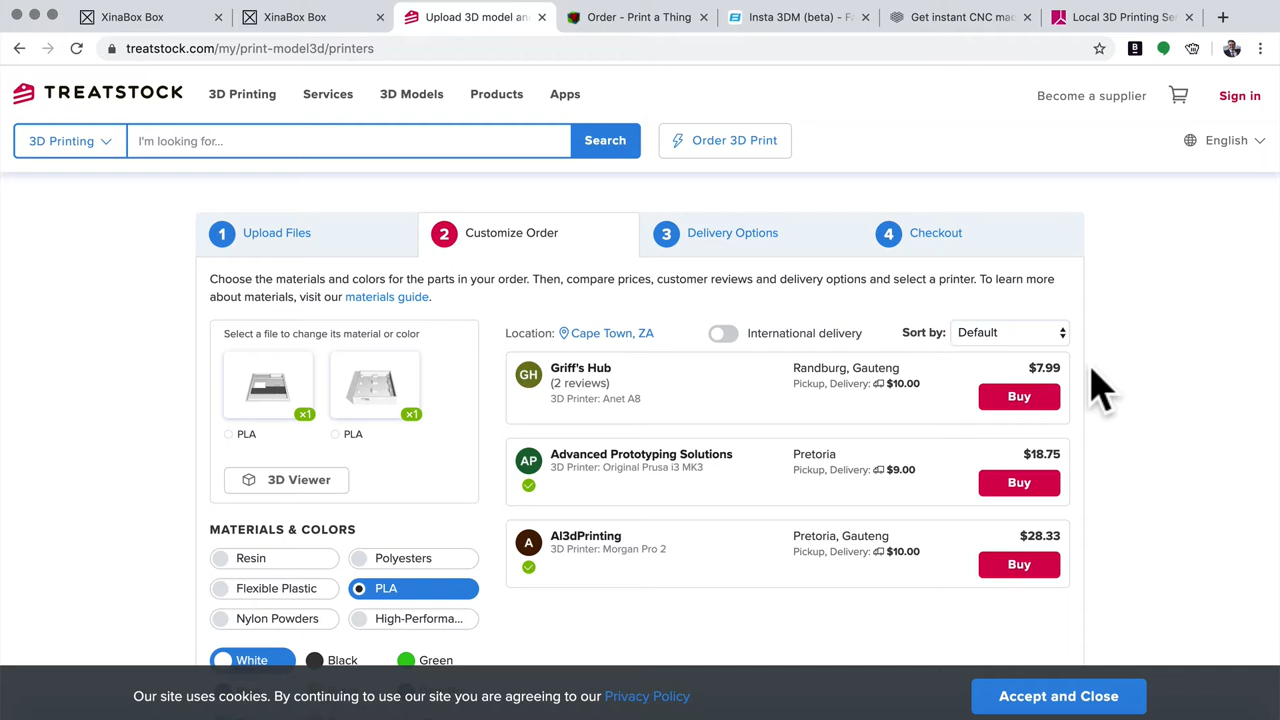 XinaBox Box
XinaBox Box
Upload 3D model an
Order - Print a Thing
Insta 3DM (beta) - Fa
Get instant CNC mac
Local 3D Printing Ser
treatstock.com/my/print-model3d/printers
TREATSTOCK
3D Printing
Services
3D Models
Products
Apps
Become a supplier
Sign in
3D Printing
I'm looking for...
Search
Order 3D Print
English
1 Upload Files
2 Customize Order
3 Delivery Options
4 Checkout
Choose the materials and colors for the parts in your order. Then, compare prices, customer reviews and delivery options and select a printer. To learn more
about materials, visit our materials guide.
Select a file to change its material or color
x1
x1
PLA
PLA
3D Viewer
MATERIALS & COLORS
Resin
Polyesters
Flexible Plastic
PLA
Nylon Powders
High-Performa...
White
Black
Green
Location: Cape Town, ZA
International delivery
Sort by: Default
GH
Griff's Hub
(2 reviews)
3D Printer: Anet A8
Randburg, Gauteng
Pickup, Delivery: $10.00
$7.99
Buy
AP
Advanced Prototyping Solutions
3D Printer: Original Prusa i3 MK3
Pretoria
Pickup, Delivery: $9.00
$18.75
Buy
A
AI3dPrinting
3D Printer: Morgan Pro 2
Pretoria, Gauteng
Pickup, Delivery: $10.00
$28.33
Buy
Our site uses cookies. By continuing to use our site you are agreeing to our Privacy Policy
Accept and Close